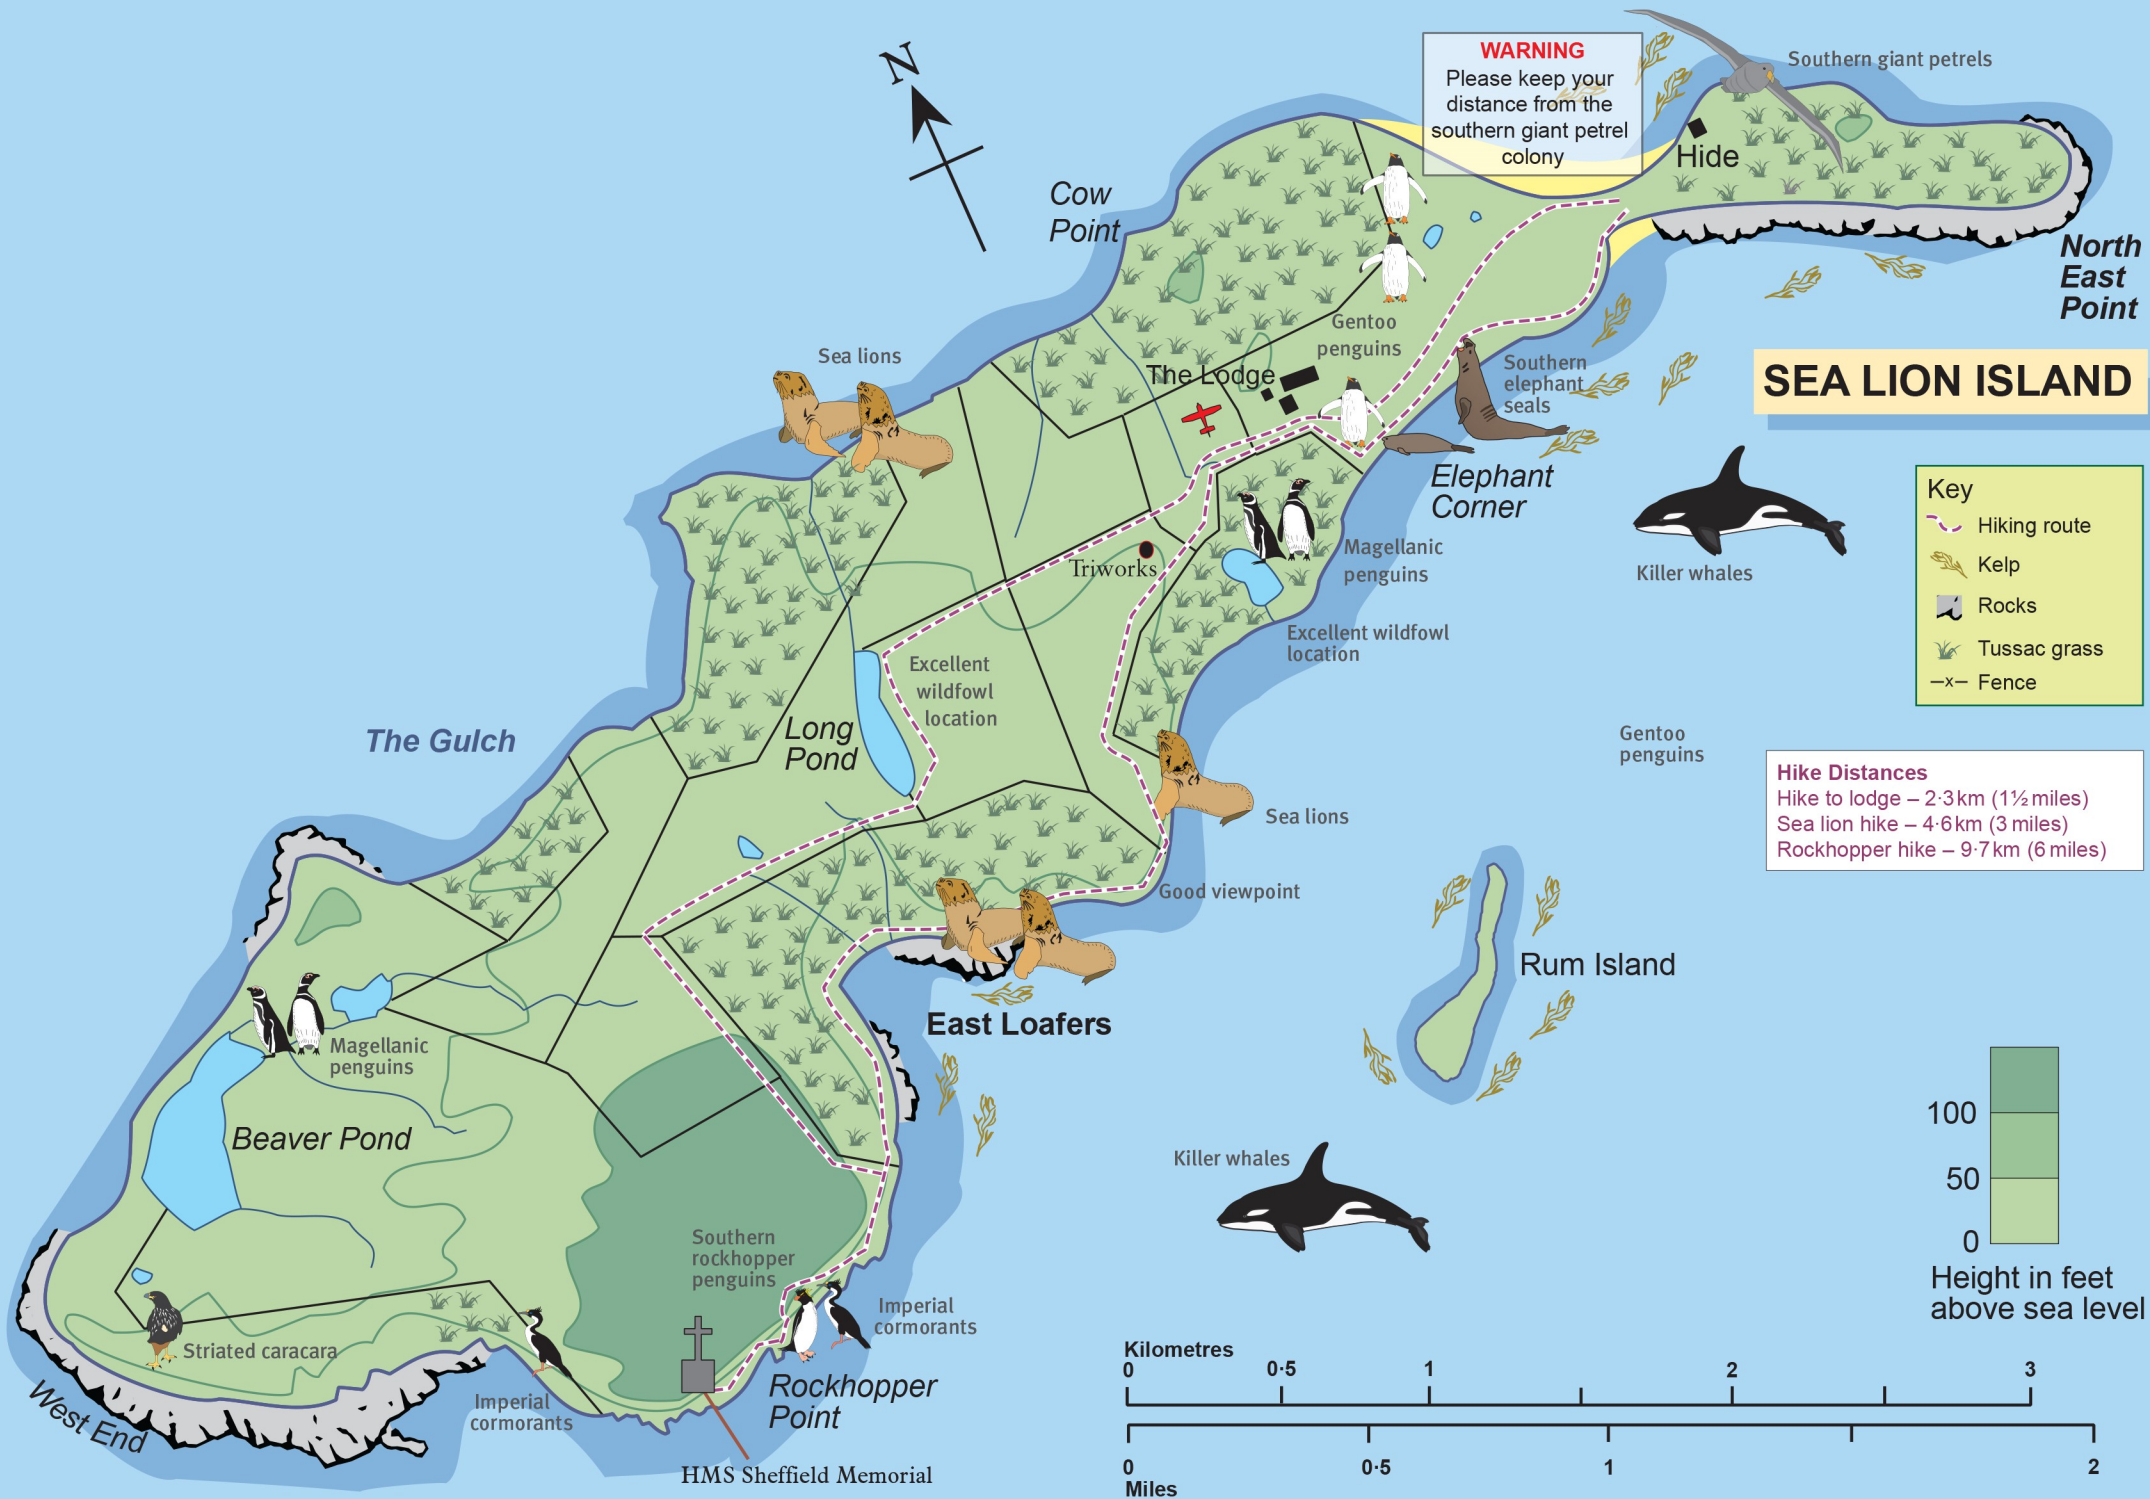 N
WARNING
Please keep your
distance from the
southern giant petrel
colony
Southern giant petrels
Hide
Cow
Point
North
East
Point
Gentoo
penguins
Sea lions
The Lodge
Southern
elephant
seals
SEA LION ISLAND
Elephant
Corner
Key
Hiking route
Kelp
Rocks
Tussac grass
-x- Fence
Magellanic
penguins
Killer whales
Triworks
Excellent wildfowl
location
Excellent
wildfowl
location
The Gulch
Long
Pond
Gentoo
penguins
Hike Distances
Hike to lodge – 2·3 km (1½ miles)
Sea lion hike – 4·6 km (3 miles)
Rockhopper hike – 9·7 km (6 miles)
Sea lions
Good viewpoint
Rum Island
East Loafers
Magellanic
penguins
Beaver Pond
Killer whales
100
50
0
Height in feet
above sea level
Southern
rockhopper
penguins
Imperial
cormorants
Striated caracara
West End
Imperial
cormorants
Rockhopper
Point
HMS Sheffield Memorial
Kilometres
0 0·5 1 2 3
0 0·5 1 2
Miles